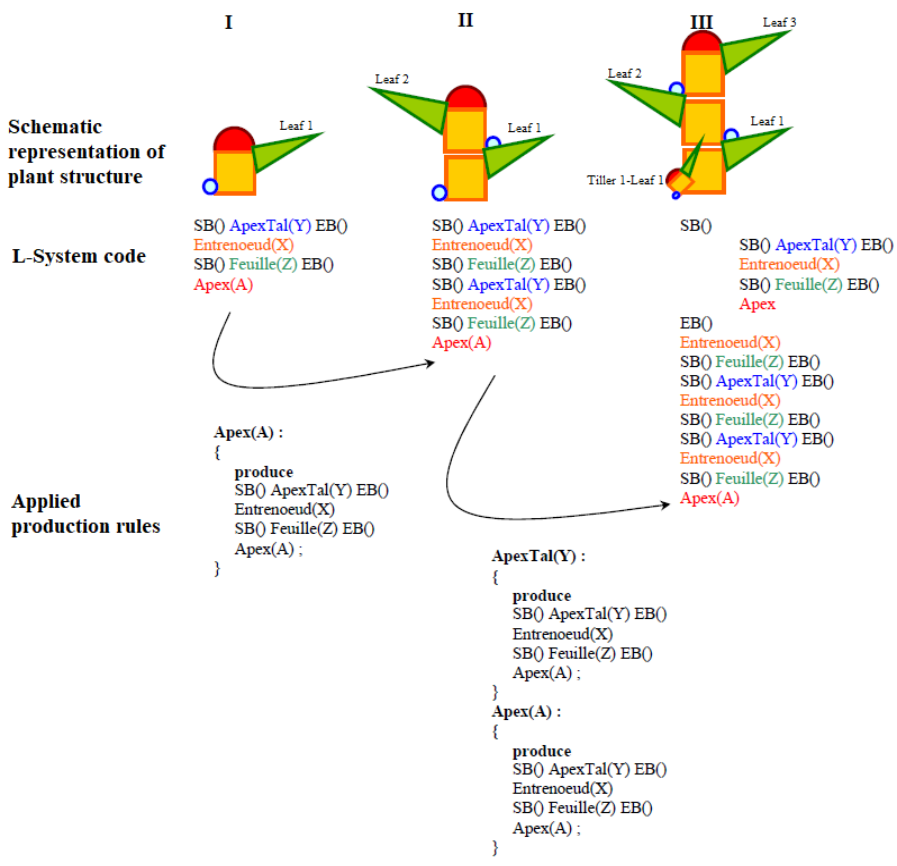 I
II
III
Schematic
representation of
plant structure
Leaf 1
Leaf 2
Leaf 1
Leaf 3
Leaf 2
Leaf 1
Tiller 1-Leaf 1
L-System code
SB() ApexTal(Y) EB()
Entrenoeud(X)
SB() Feuille(Z) EB()
Apex(A)
SB() ApexTal(Y) EB()
Entrenoeud(X)
SB() Feuille(Z) EB()
SB() ApexTal(Y) EB()
Entrenoeud(X)
SB() Feuille(Z) EB()
Apex(A)
SB()
SB() ApexTal(Y) EB()
Entrenoeud(X)
SB() Feuille(Z) EB()
Apex
EB()
Entrenoeud(X)
SB() Feuille(Z) EB()
SB() ApexTal(Y) EB()
Entrenoeud(X)
SB() Feuille(Z) EB()
SB() ApexTal(Y) EB()
Entrenoeud(X)
SB() Feuille(Z) EB()
Apex(A)
Applied
production rules
Apex(A) :
{
produce
SB() ApexTal(Y) EB()
Entrenoeud(X)
SB() Feuille(Z) EB()
Apex(A) ;
}
ApexTal(Y) :
{
produce
SB() ApexTal(Y) EB()
Entrenoeud(X)
SB() Feuille(Z) EB()
Apex(A) ;
}
Apex(A) :
{
produce
SB() ApexTal(Y) EB()
Entrenoeud(X)
SB() Feuille(Z) EB()
Apex(A) ;
}